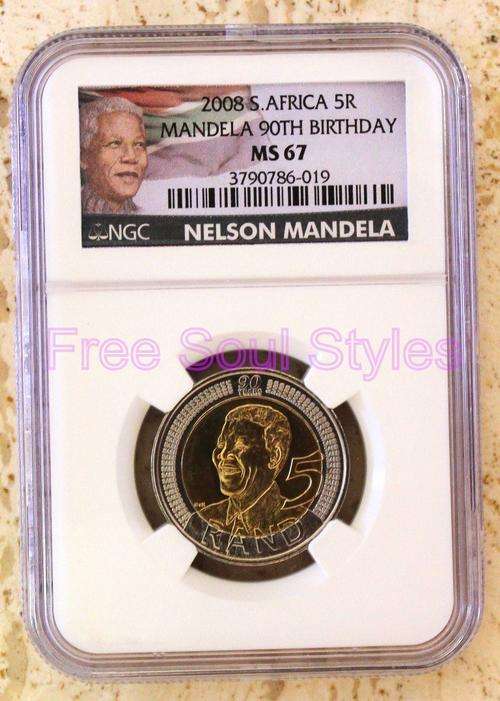 2008 S.AFRICA 5R
MANDELA 90TH BIRTHDAY
MS 67
3790786-019
NGC NELSON MANDELA
Free Soul Styles
90
YEARS
5
RAND